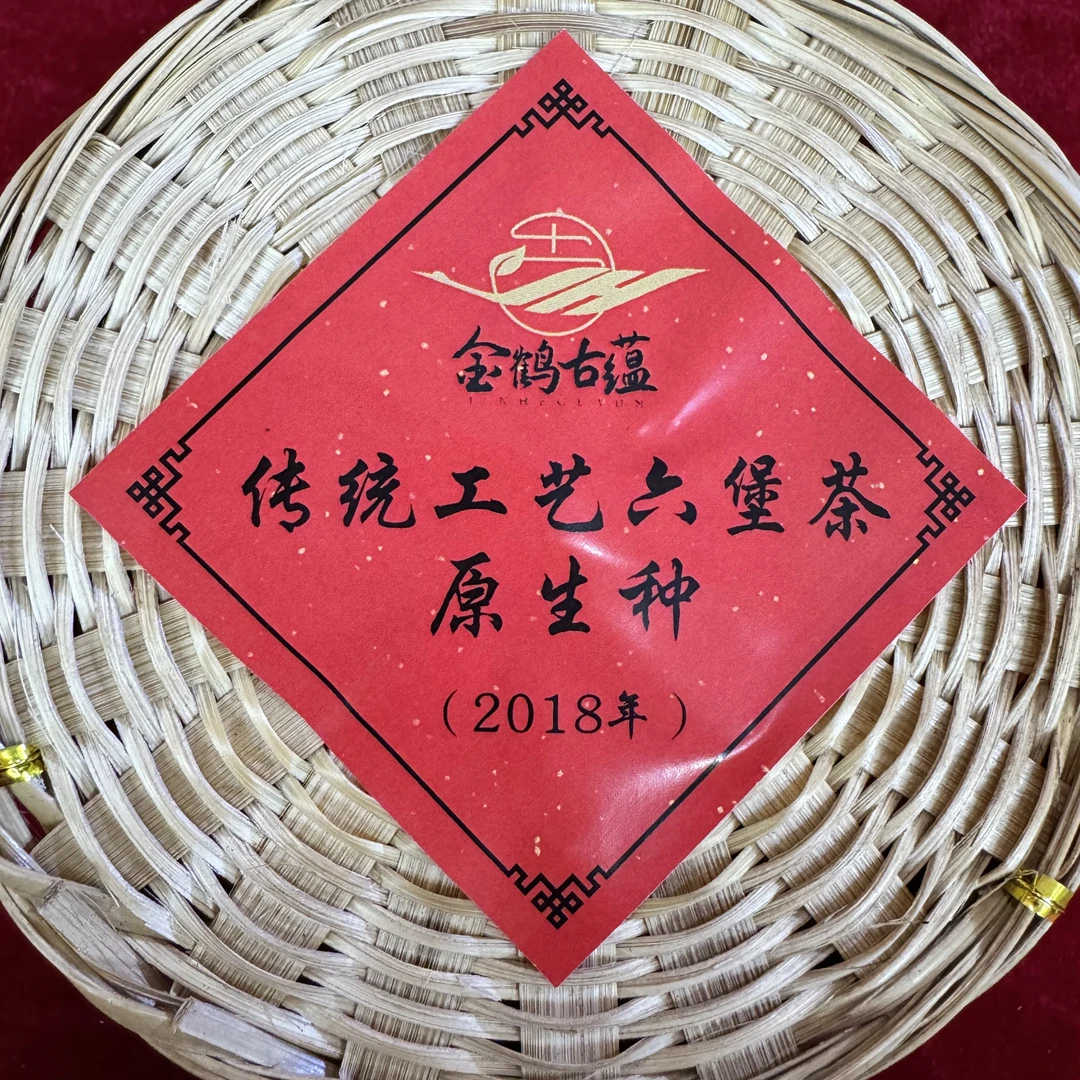 金鹤古蕴
传统工艺六堡茶
原生种
（2018年）